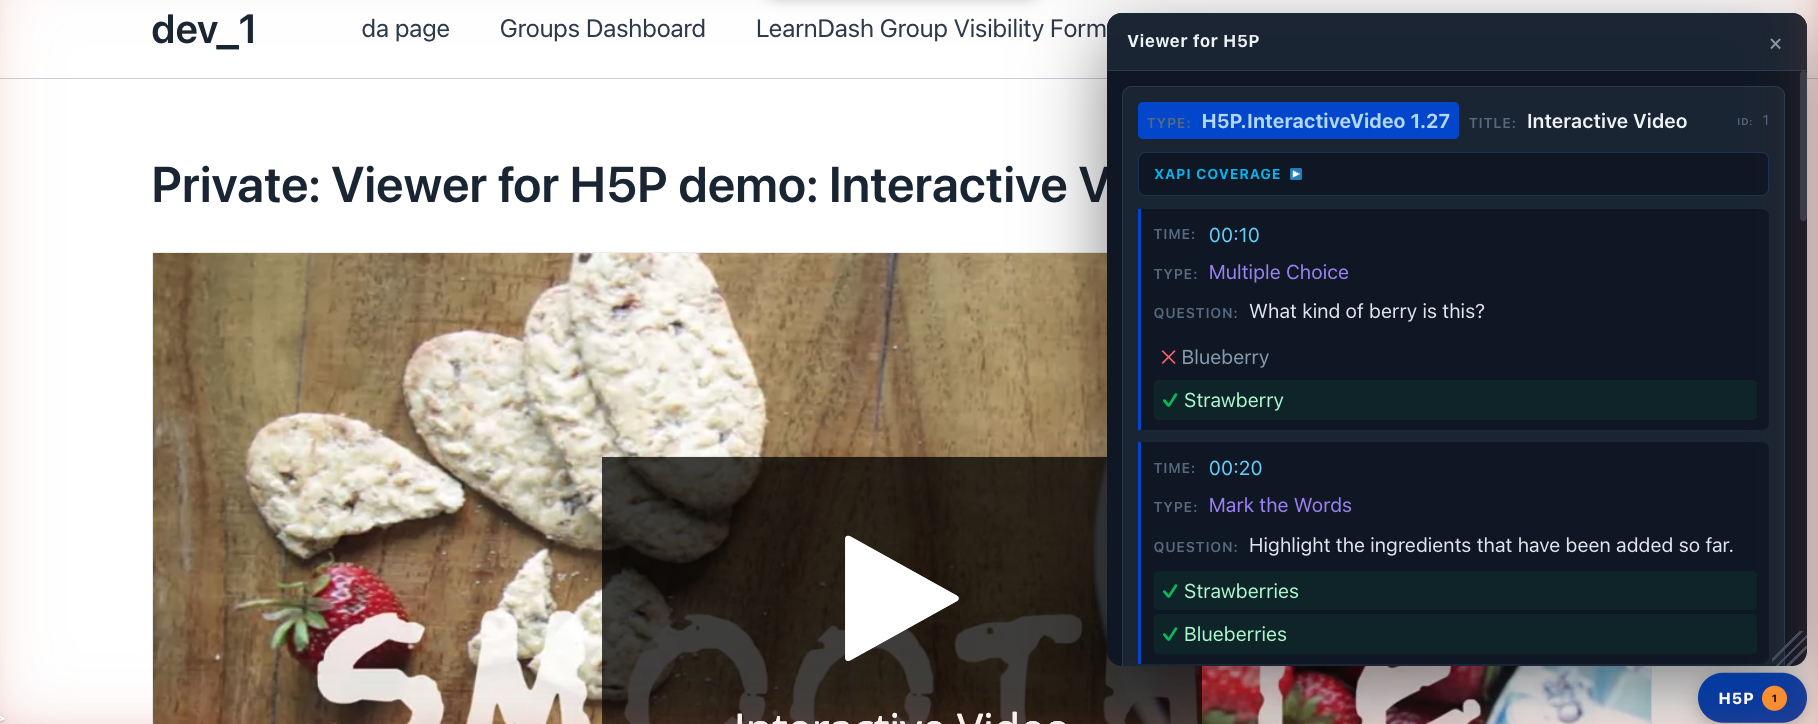 dev_1
da page
Groups Dashboard
LearnDash Group Visibility Form
Private: Viewer for H5P demo: Interactive V
Interactive Video
Viewer for H5P
×
TYPE: H5P.InteractiveVideo 1.27 TITLE: Interactive Video ID: 1
XAPI COVERAGE
TIME: 00:10
TYPE: Multiple Choice
QUESTION: What kind of berry is this?
Blueberry
Strawberry
TIME: 00:20
TYPE: Mark the Words
QUESTION: Highlight the ingredients that have been added so far.
Strawberries
Blueberries
H5P 1